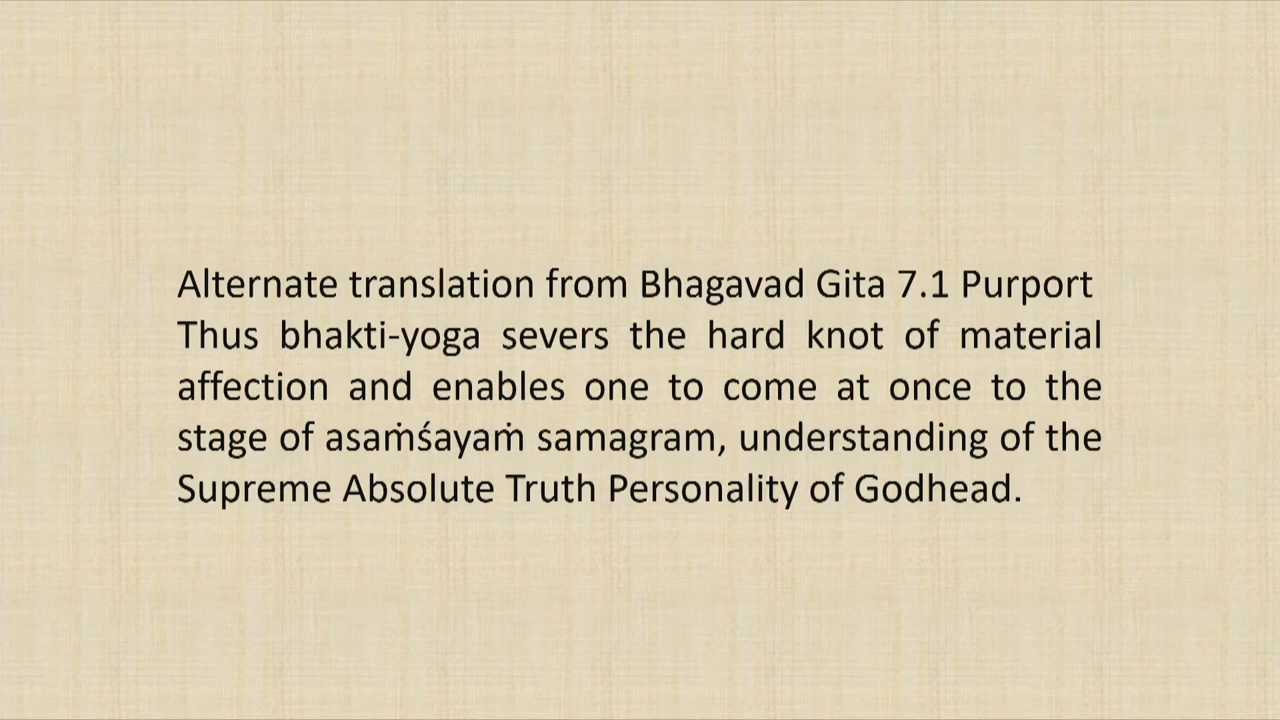 Alternate translation from Bhagavad Gita 7.1 Purport
Thus bhakti-yoga severs the hard knot of material
affection and enables one to come at once to the
stage of asaṁśayaṁ samagram, understanding of the
Supreme Absolute Truth Personality of Godhead.